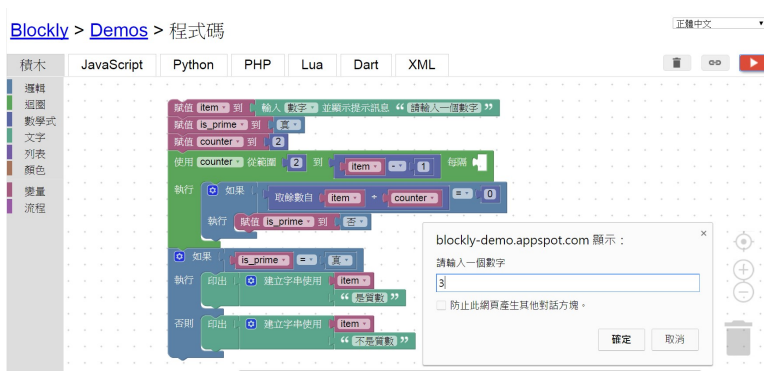 Blockly > Demos > 程式碼
正體中文
積木 JavaScript Python PHP Lua Dart XML
邏輯
迴圈
數學式
文字
列表
顏色
變量
流程
賦值 item 到 輸入 數字 並顯示提示訊息 “ 請輸入一個數字 ”
賦值 is_prime 到 真
賦值 counter 到 2
使用 counter 從範圍 2 到 item - 1 每隔
執行 如果 取餘數自 item ÷ counter = 0
執行 賦值 is_prime 到 否
如果 is_prime = 真
執行 印出 建立字串使用 item
“ 是質數 ”
否則 印出 建立字串使用 item
“ 不是質數 ”
blockly-demo.appspot.com 顯示：
請輸入一個數字
3
防止此網頁產生其他對話方塊。
確定 取消